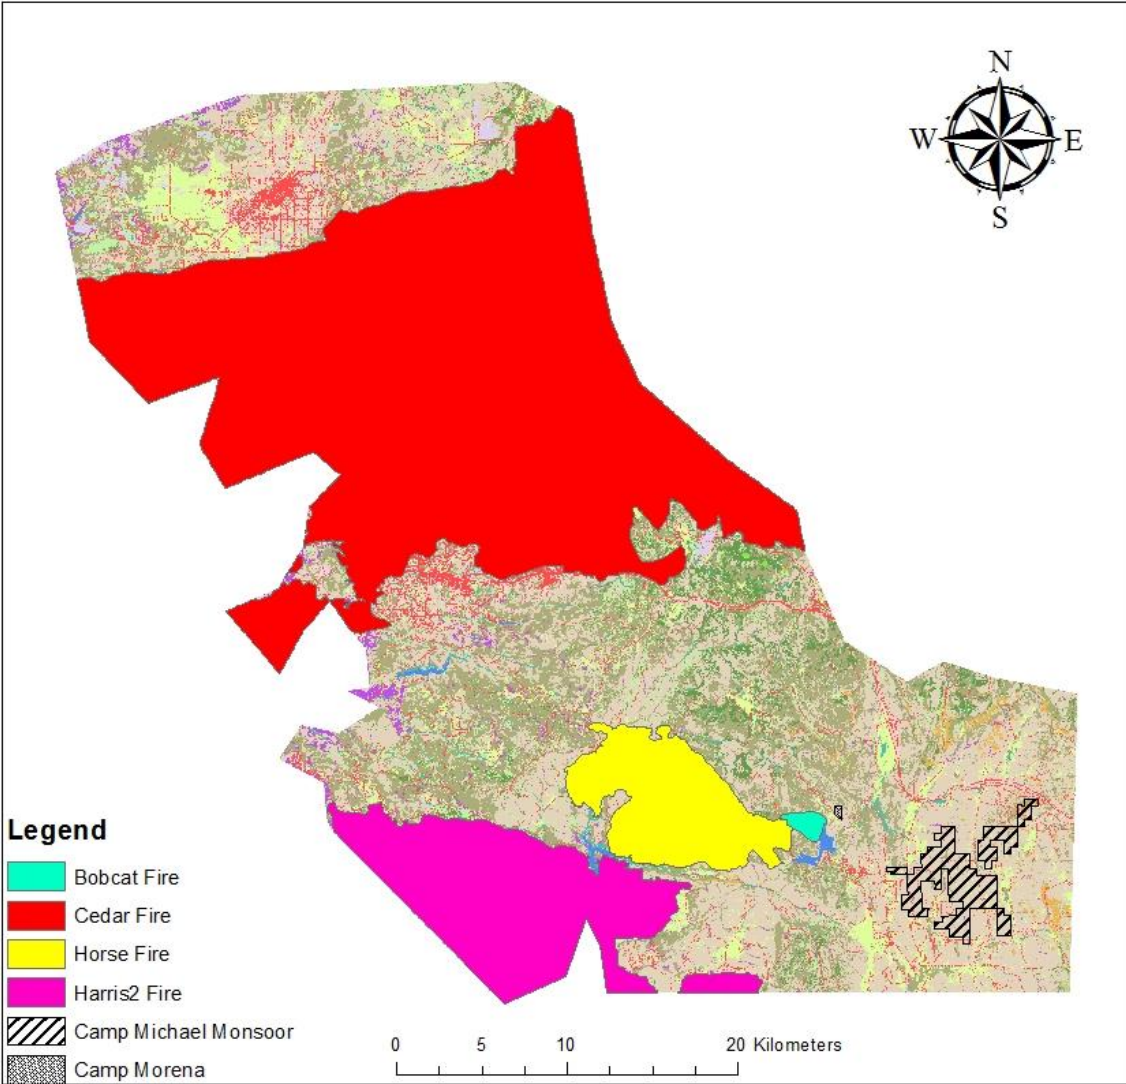 N
W E
S
Legend
Bobcat Fire
Cedar Fire
Horse Fire
Harris2 Fire
Camp Michael Monsoor
Camp Morena
0 5 10 20 Kilometers